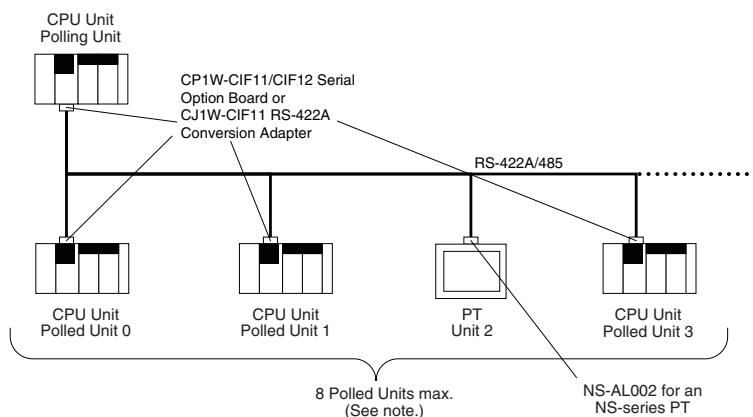 CPU Unit
Polling Unit
CP1W-CIF11/CIF12 Serial
Option Board or
CJ1W-CIF11 RS-422A
Conversion Adapter
RS-422A/485
CPU Unit
Polled Unit 0
CPU Unit
Polled Unit 1
PT
Unit 2
CPU Unit
Polled Unit 3
8 Polled Units max.
(See note.)
NS-AL002 for an
NS-series PT